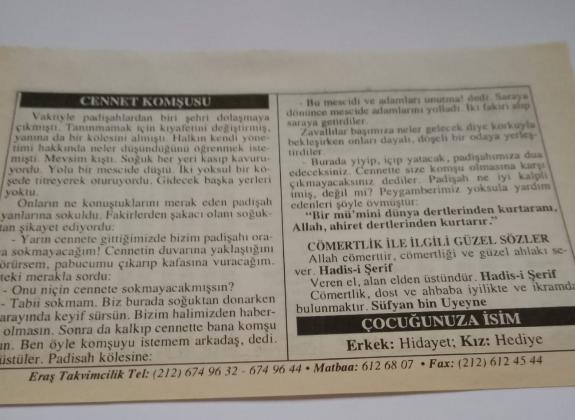 CENNET KOMŞUSU
Vaktiyle padişahlardan biri şehri dolaşmaya
çıkmıştı. Tanınmamak için kıyafetini değiştirmiş,
yanına da bir kölesini almıştı. Halkın kendi yöne-
timi hakkında neler düşündüğünü öğrenmek iste-
mişti. Mevsim kıştı. Soğuk her yeri kasıp kavuru-
yordu. Yolu bir mescide düştü. İki yoksul bir kö-
şede titreyerek oturuyordu. Gidecek başka yerleri
yoktu.
Onların ne konuştuklarını merak eden padişah
yanlarına sokuldu. Fakirlerden şakacı olanı soğuk-
tan şikayet ediyordu:
- Yarın cennete gittiğimizde bizim padişahı ora-
ya sokmayacağım! Cennetin duvarına yaklaştığını
görürsem, pabucumu çıkarıp kafasına vuracağım.
teki merakla sordu:
- Onu niçin cennete sokmayacakmışsın?
- Tabii sokmam. Biz burada soğuktan donarken
sarayında keyif sürsün. Bizim halimizden haber-
olmasın. Sonra da kalkıp cennette bana komşu
un. Ben öyle komşuyu istemem arkadaş, dedi.
üstüler. Padişah kölesine:
- Bu mescidi ve adamları unutma! dedi. Saraya
dönünce mescide adamlarını yolladı. İki fakiri alıp
saraya getirdiler.
Zavallılar başımıza neler gelecek diye korkuyla
bekleşirken onları dayalı, döşeli bir odaya yerleş-
tirdiler.
- Burada yiyip, içip yatacak, padişahımıza dua
edeceksiniz. Cennette size komşu olmasına karşı
çıkmayacaksınız dediler. Padişah ne iyi kalpli
imiş, değil mi? Peygamberimiz yoksula yardım
edenleri şöyle övmüştür:
"Bir mü'mini dünya dertlerinden kurtaranı,
Allah, ahiret dertlerinden kurtarır."
CÖMERTLİK İLE İLGİLİ GÜZEL SÖZLER
Allah cömerttir, cömertliği ve güzel ahlakı se-
ver. Hadis-i Şerif
Veren el, alan elden üstündür. Hadis-i Şerif
Cömertlik, dost ve ahbaba iyilikte ve ikramda
bulunmaktır. Süfyan bin Uyeyne
ÇOCUĞUNUZA İSİM
Erkek: Hidayet; Kız: Hediye
Eraş Takvimcilik Tel: (212) 674 96 32 - 674 96 44 • Matbaa: 612 68 07 • Fax: (212) 612 45 44